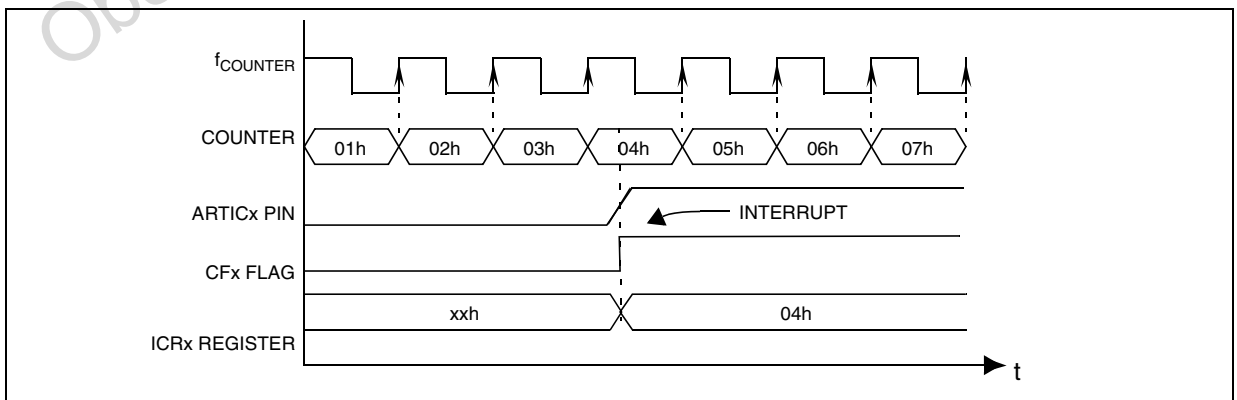 fCOUNTER
COUNTER
01h 02h 03h 04h 05h 06h 07h
ARTICx PIN
INTERRUPT
CFx FLAG
xxh 04h
ICRx REGISTER
t